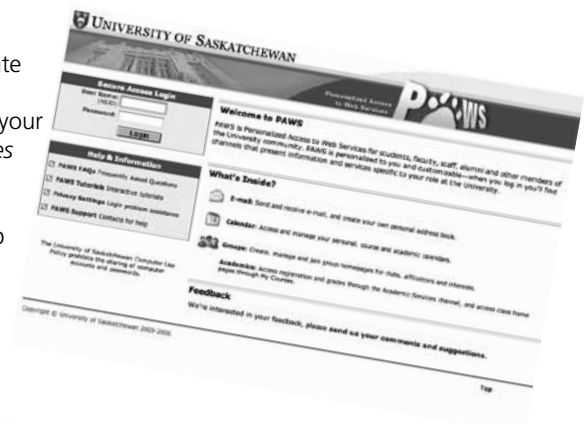 ate
your
es
o
UNIVERSITY OF SASKATCHEWAN
Personalized Access
to Web Services
PAWS
Secure Access Login
User Name:
(NSID)
Password:
Login
Help & Information
PAWS FAQs Frequently Asked Questions
PAWS Tutorials Interactive tutorials
Privacy Settings Login problem assistance
PAWS Support Contacts for help
The University of Saskatchewan Computer Use
Policy prohibits the sharing of computer
accounts and passwords.
Welcome to PAWS
PAWS is Personalized Access to Web Services for students, faculty, staff, alumni and other members of
the University community. PAWS is personalized to you and customizable—when you log in you'll find
channels that present information and services specific to your role at the University.
What's Inside?
E-mail: Send and receive e-mail, and create your own personal address book.
Calendar: Access and manage your personal, course and academic calendars.
Groups: Create, manage and join group homepages for clubs, affiliations and interests.
Academics: Access registration and grades through the Academic Services channel, and access class home
pages through My Courses.
Feedback
We're interested in your feedback, please send us your comments and suggestions.
Top
Copyright © University of Saskatchewan 2003-2006